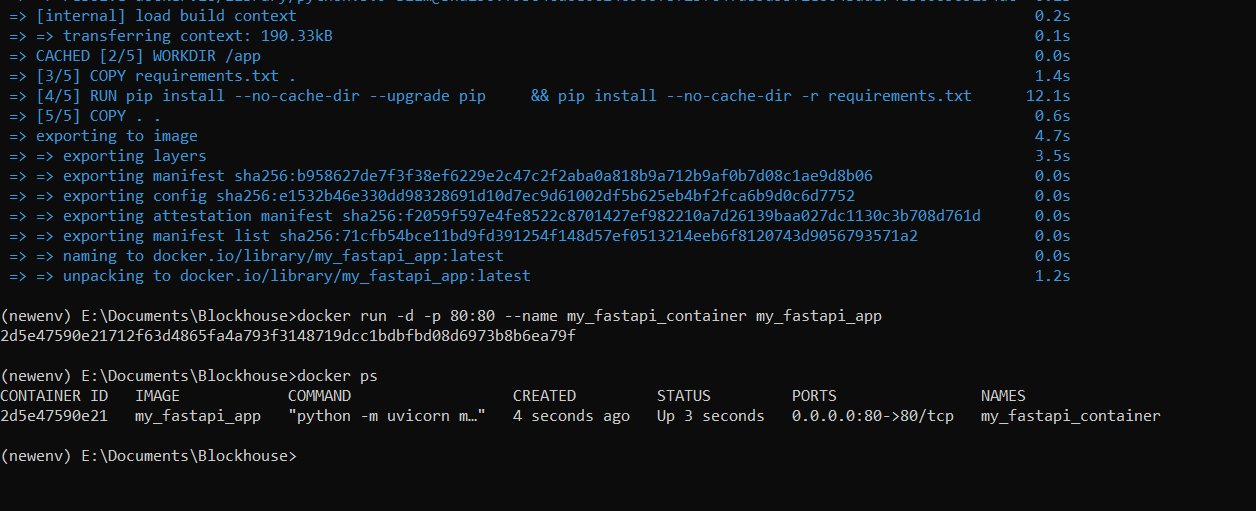 => [internal] load build context 0.2s
=> => transferring context: 190.33kB 0.1s
=> CACHED [2/5] WORKDIR /app 0.0s
=> [3/5] COPY requirements.txt . 1.4s
=> [4/5] RUN pip install --no-cache-dir --upgrade pip     && pip install --no-cache-dir -r requirements.txt 12.1s
=> [5/5] COPY . . 0.6s
=> exporting to image 4.7s
=> => exporting layers 3.5s
=> => exporting manifest sha256:b958627de7f3f38ef6229e2c47c2f2aba0a818b9a712b9af0b7d08c1ae9d8b06 0.0s
=> => exporting config sha256:e1532b46e330dd98328691d10d7ec9d61002df5b625eb4bf2fca6b9d0c6d7752 0.0s
=> => exporting attestation manifest sha256:f2059f597e4fe8522c8701427ef982210a7d26139baa027dc1130c3b708d761d 0.0s
=> => exporting manifest list sha256:71cfb54bce11bd9fd391254f148d57ef0513214eeb6f8120743d9056793571a2 0.0s
=> => naming to docker.io/library/my_fastapi_app:latest 0.0s
=> => unpacking to docker.io/library/my_fastapi_app:latest 1.2s
(newenv) E:\Documents\Blockhouse>docker run -d -p 80:80 --name my_fastapi_container my_fastapi_app
2d5e47590e21712f63d4865fa4a793f3148719dcc1bdbfbd08d6973b8b6ea79f
(newenv) E:\Documents\Blockhouse>docker ps
CONTAINER ID   IMAGE            COMMAND                  CREATED         STATUS         PORTS                NAMES
2d5e47590e21   my_fastapi_app   "python -m uvicorn m…"   4 seconds ago   Up 3 seconds   0.0.0.0:80->80/tcp   my_fastapi_container
(newenv) E:\Documents\Blockhouse>